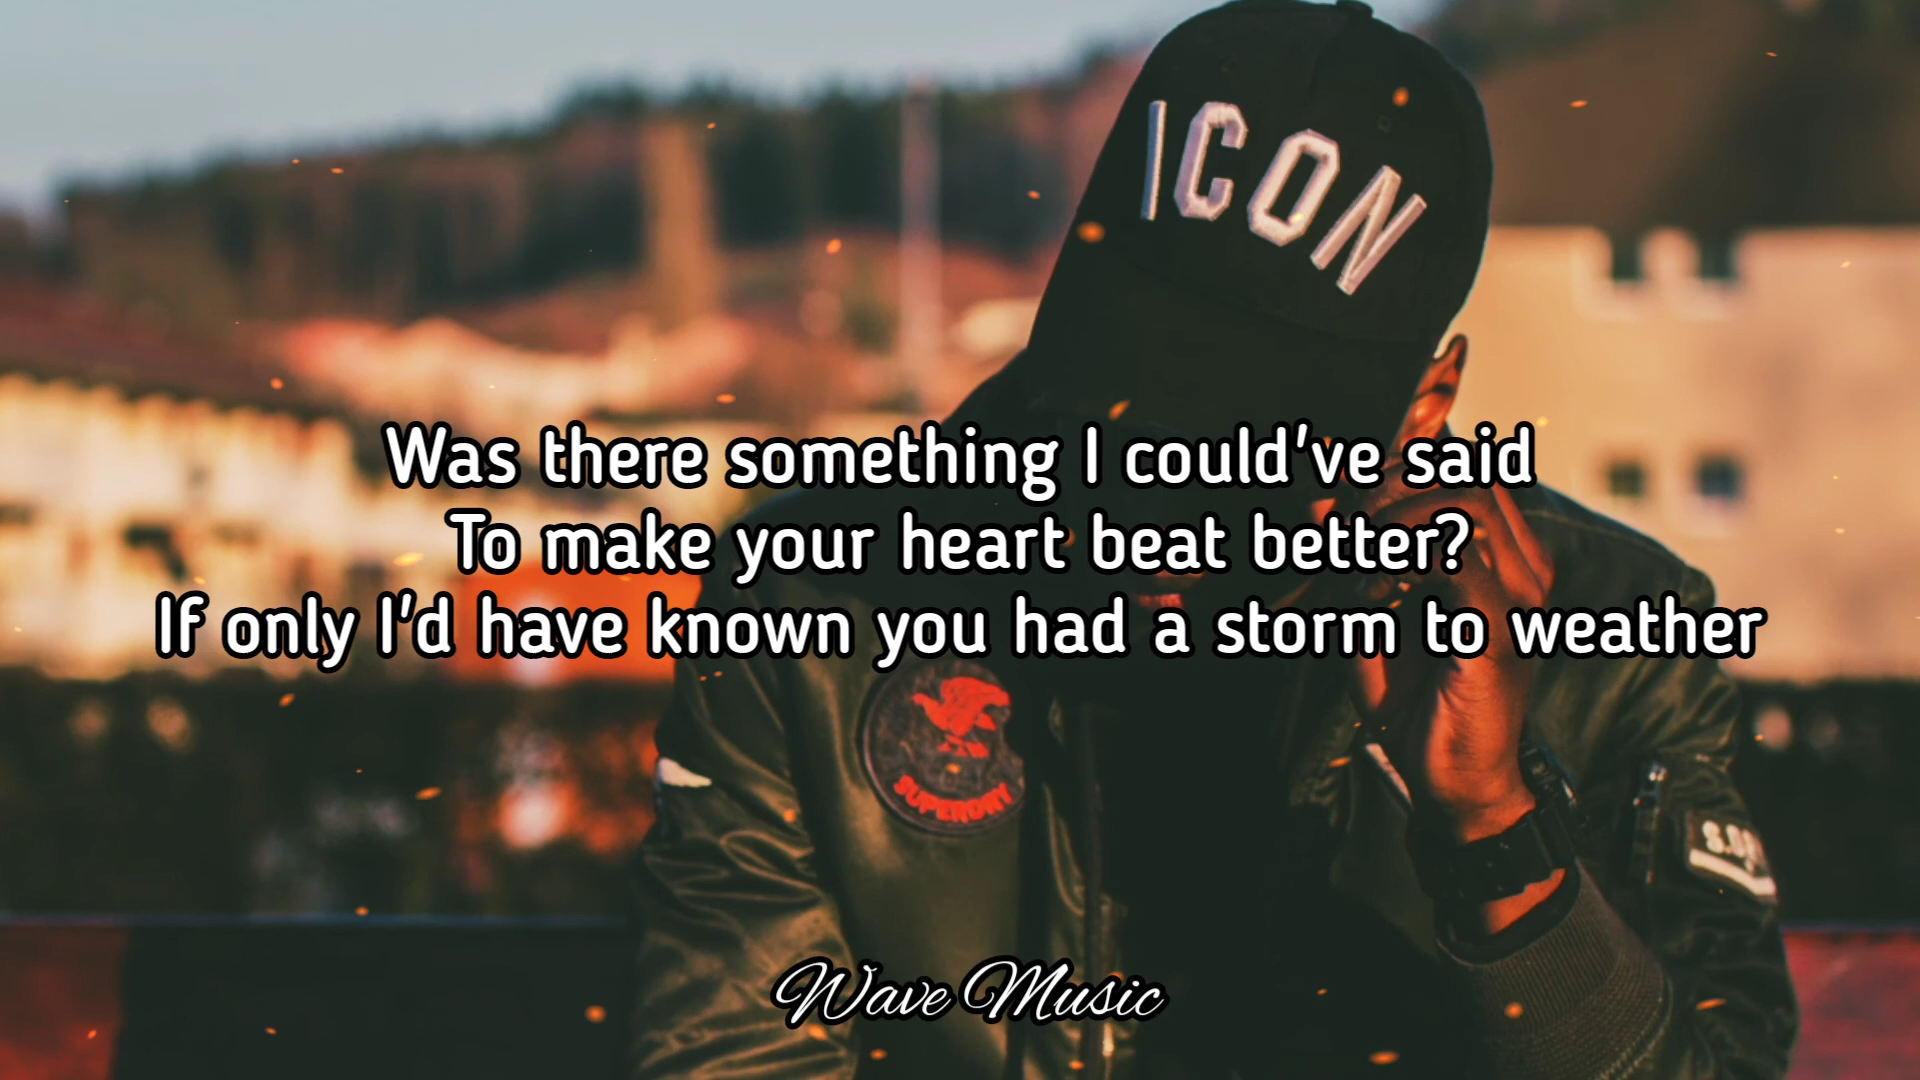 ICON
Was there something I could've said
To make your heart beat better?
If only I'd have known you had a storm to weather
SUPERDRY
Wave Music